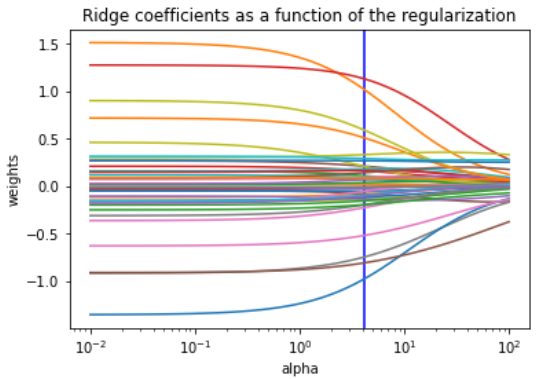 Ridge coefficients as a function of the regularization
1.5
1.0
0.5
0.0
−0.5
−1.0
weights
10⁻² 10⁻¹ 10⁰ 10¹ 10²
alpha